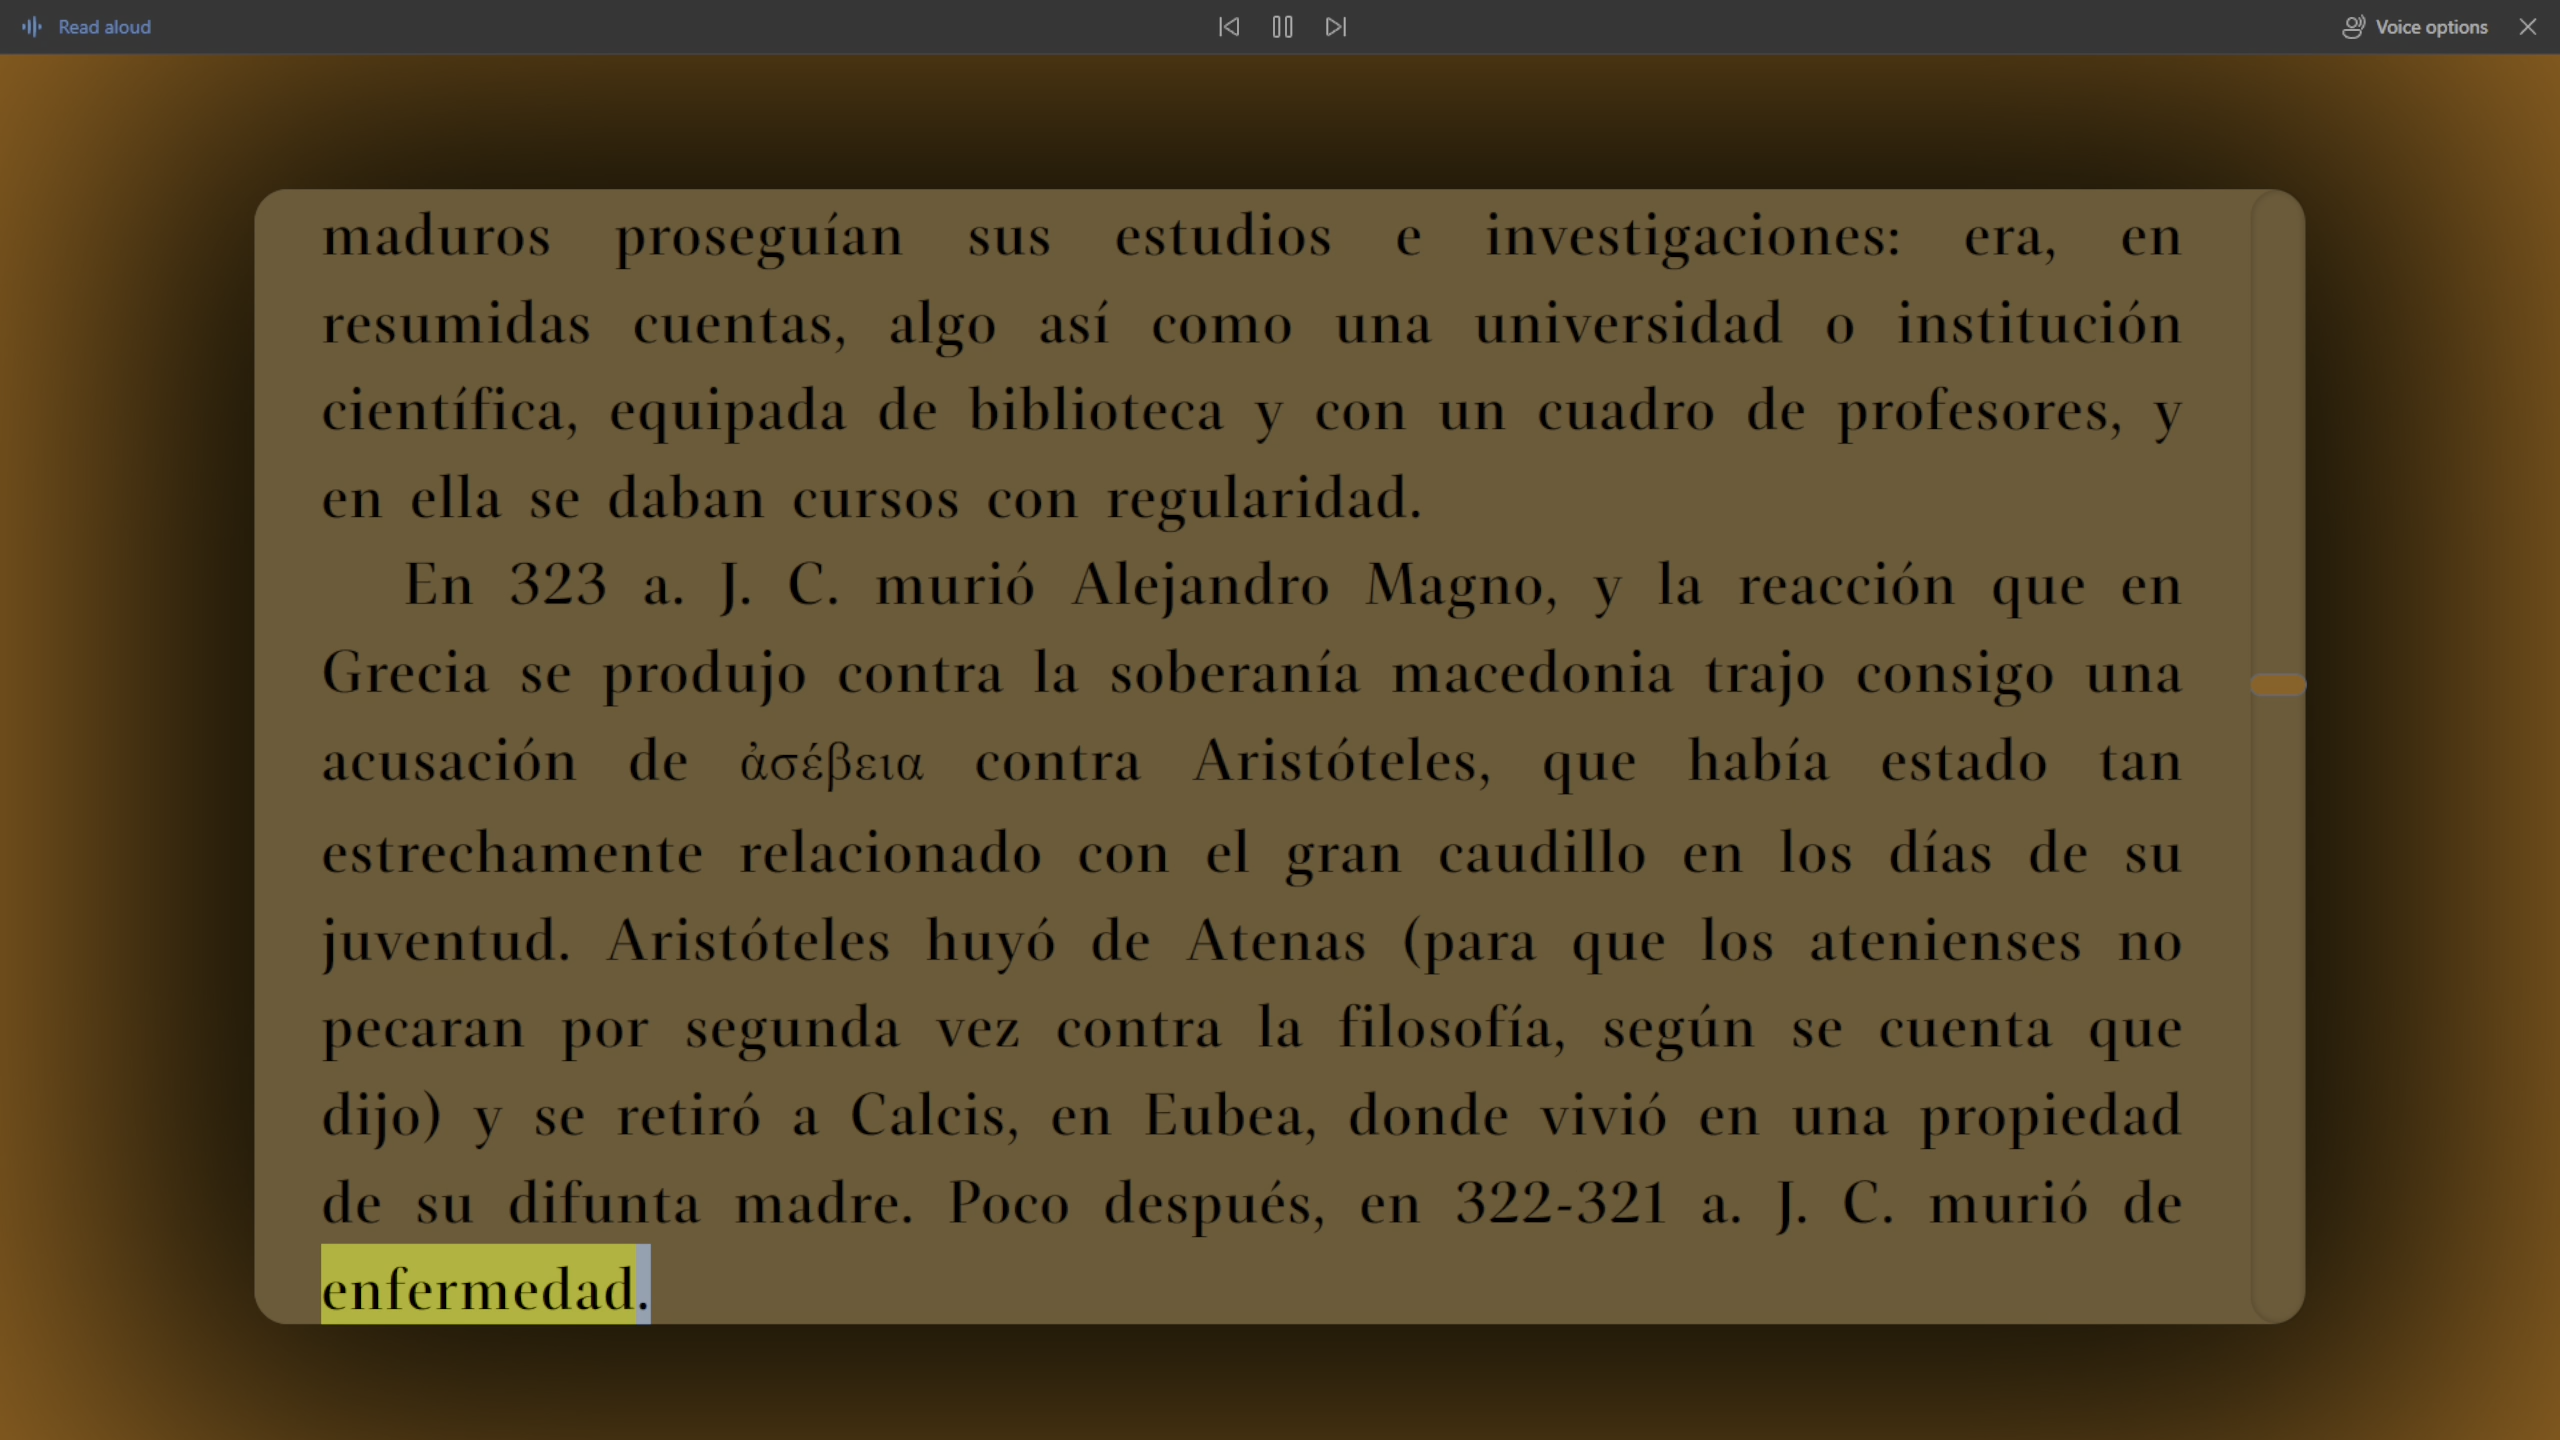 Read aloud
Voice options
maduros proseguían sus estudios e investigaciones: era, en
resumidas cuentas, algo así como una universidad o institución
científica, equipada de biblioteca y con un cuadro de profesores, y
en ella se daban cursos con regularidad.
En 323 a. J. C. murió Alejandro Magno, y la reacción que en
Grecia se produjo contra la soberanía macedonia trajo consigo una
acusación de ἀσέβεια contra Aristóteles, que había estado tan
estrechamente relacionado con el gran caudillo en los días de su
juventud. Aristóteles huyó de Atenas (para que los atenienses no
pecaran por segunda vez contra la filosofía, según se cuenta que
dijo) y se retiró a Calcis, en Eubea, donde vivió en una propiedad
de su difunta madre. Poco después, en 322-321 a. J. C. murió de
enfermedad.